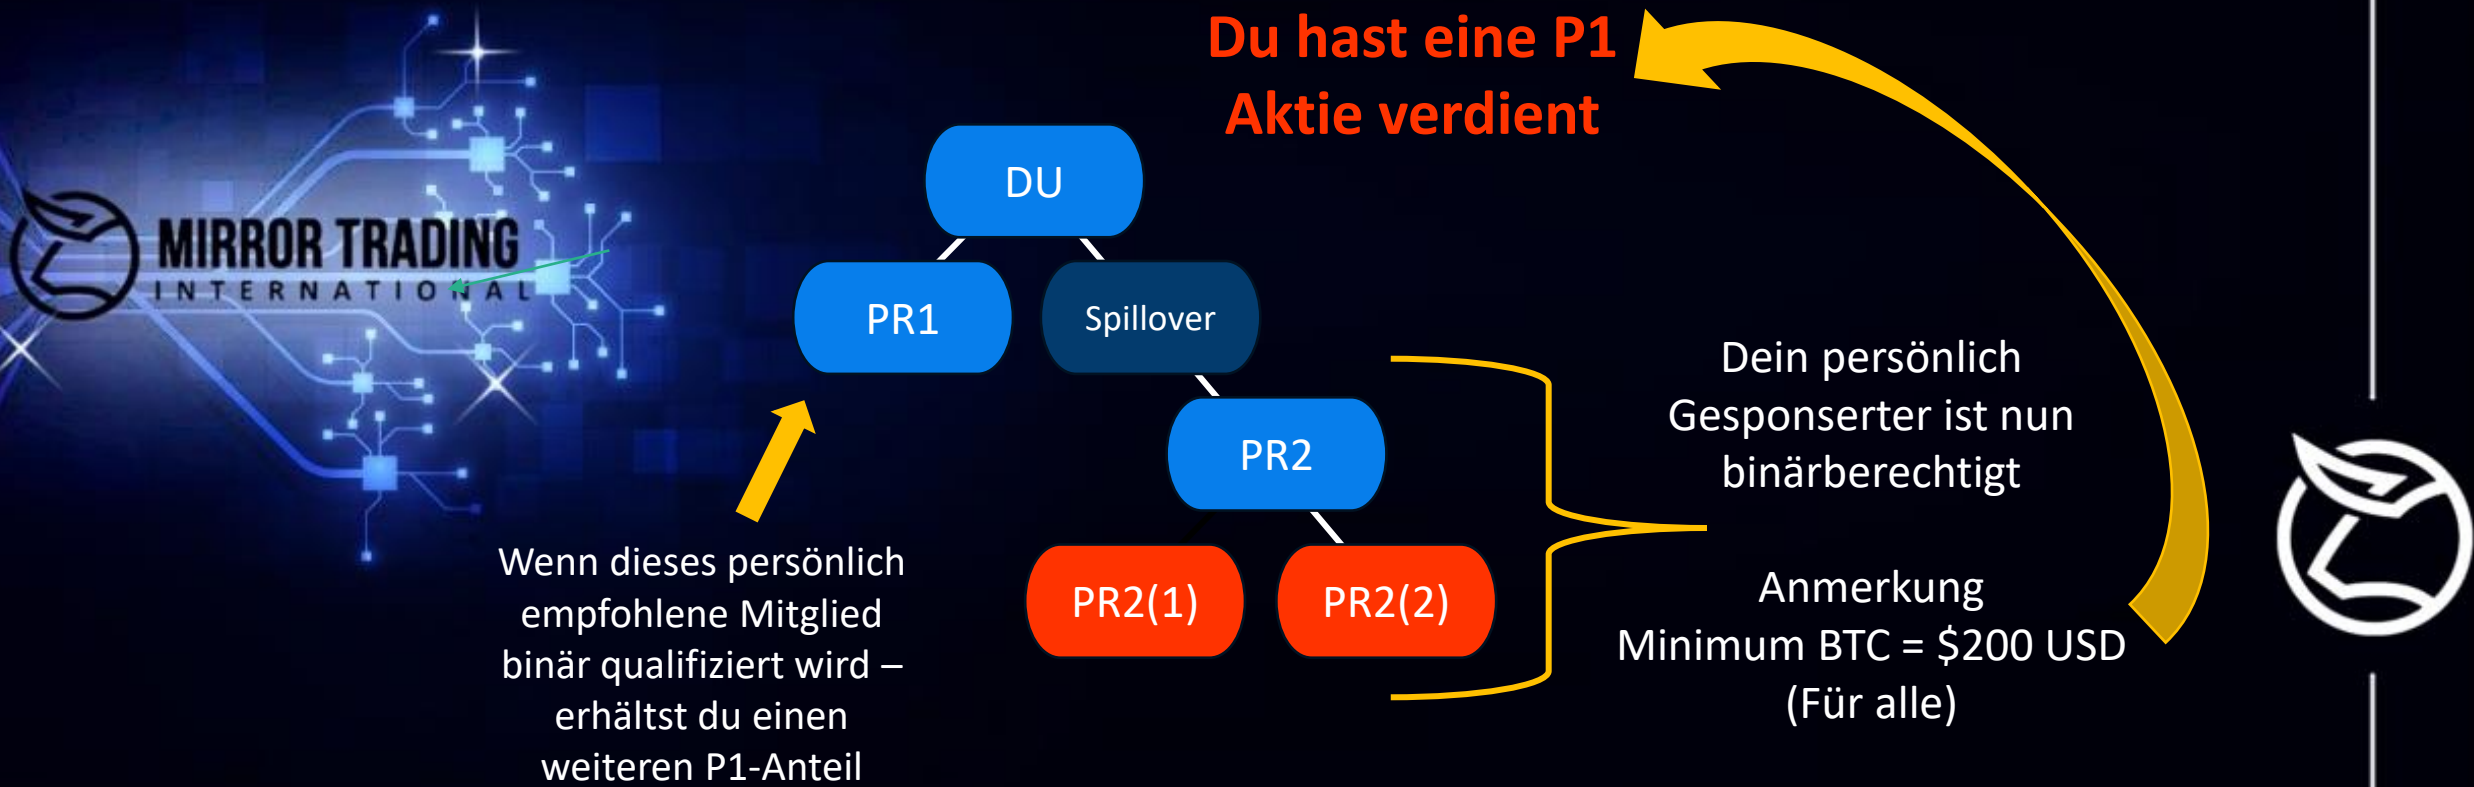 Du hast eine P1
Aktie verdient
MIRROR TRADING
INTERNATIONAL
DU
PR1
Spillover
PR2
PR2(1)
PR2(2)
Wenn dieses persönlich
empfohlene Mitglied
binär qualifiziert wird –
erhältst du einen
weiteren P1-Anteil
Dein persönlich
Gesponserter ist nun
binärberechtigt
Anmerkung
Minimum BTC = $200 USD
(Für alle)